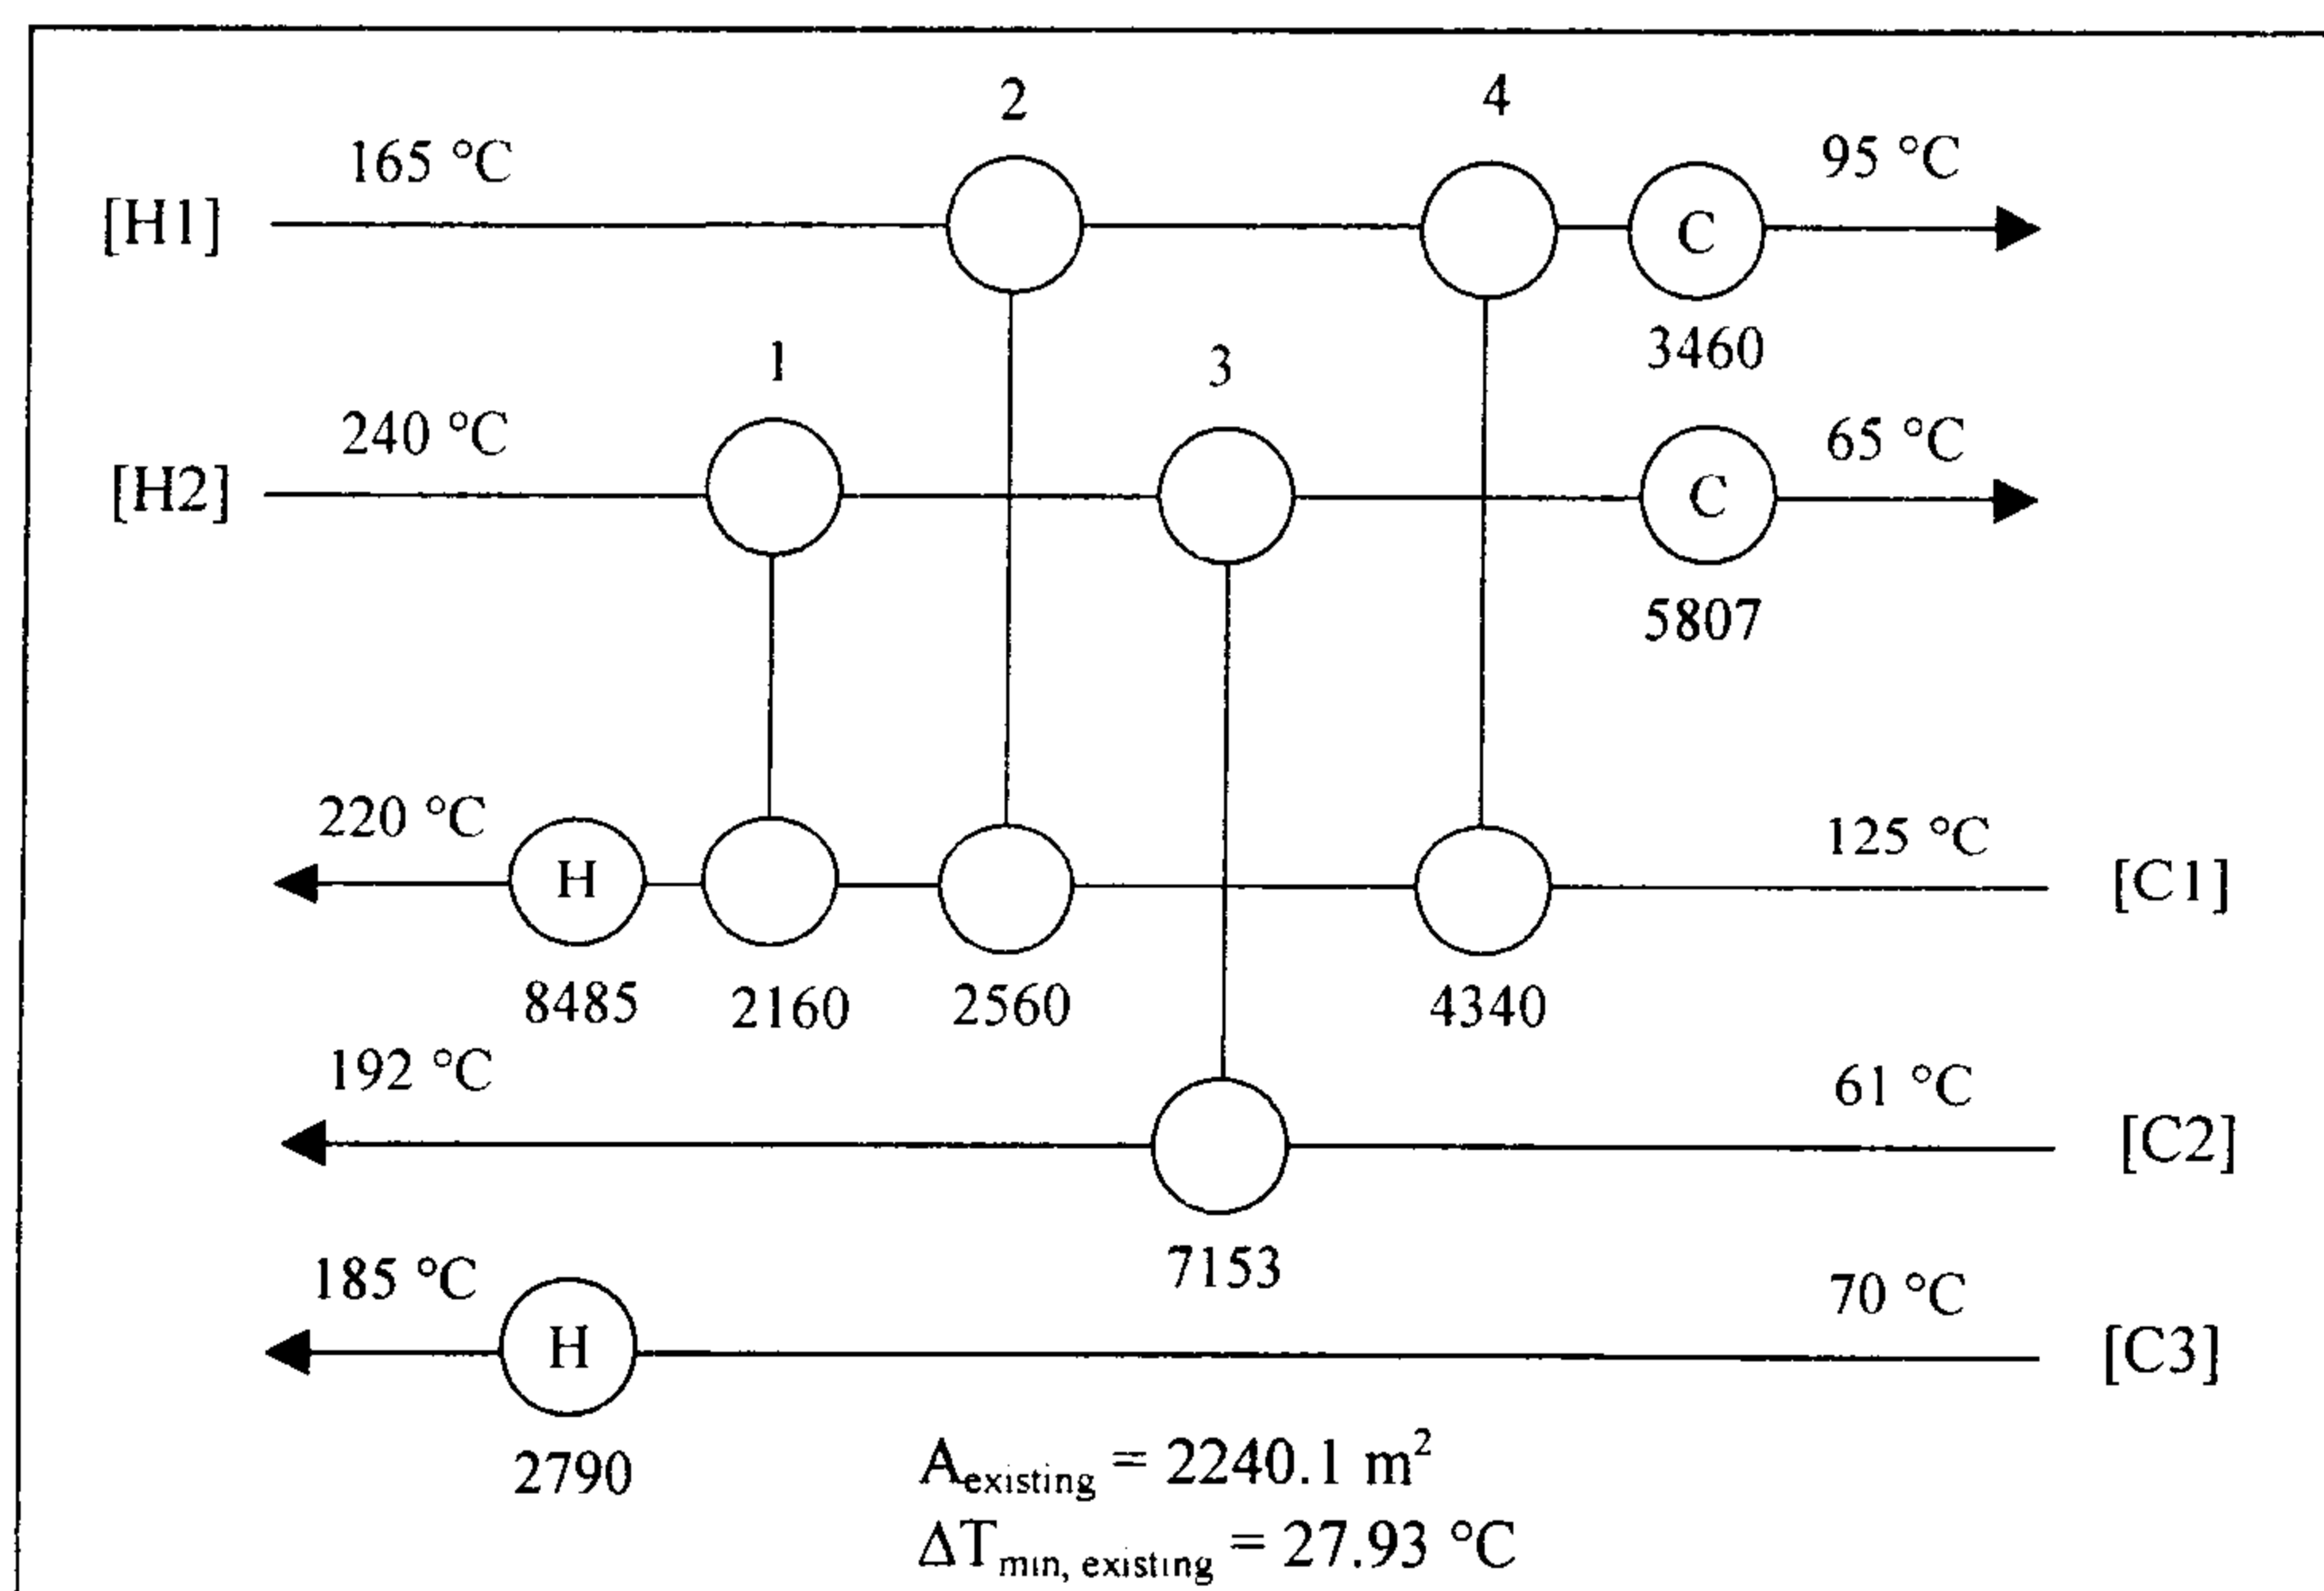 2 4
165 °C 95 °C
[H1] C
3460
1 3
240 °C 65 °C
[H2] C
5807
220 °C 125 °C
H [C1]
8485 2160 2560 4340
192 °C 61 °C
[C2]
7153
185 °C 70 °C
H [C3]
2790
A_existing = 2240.1 m²
ΔT_min, existing = 27.93 °C